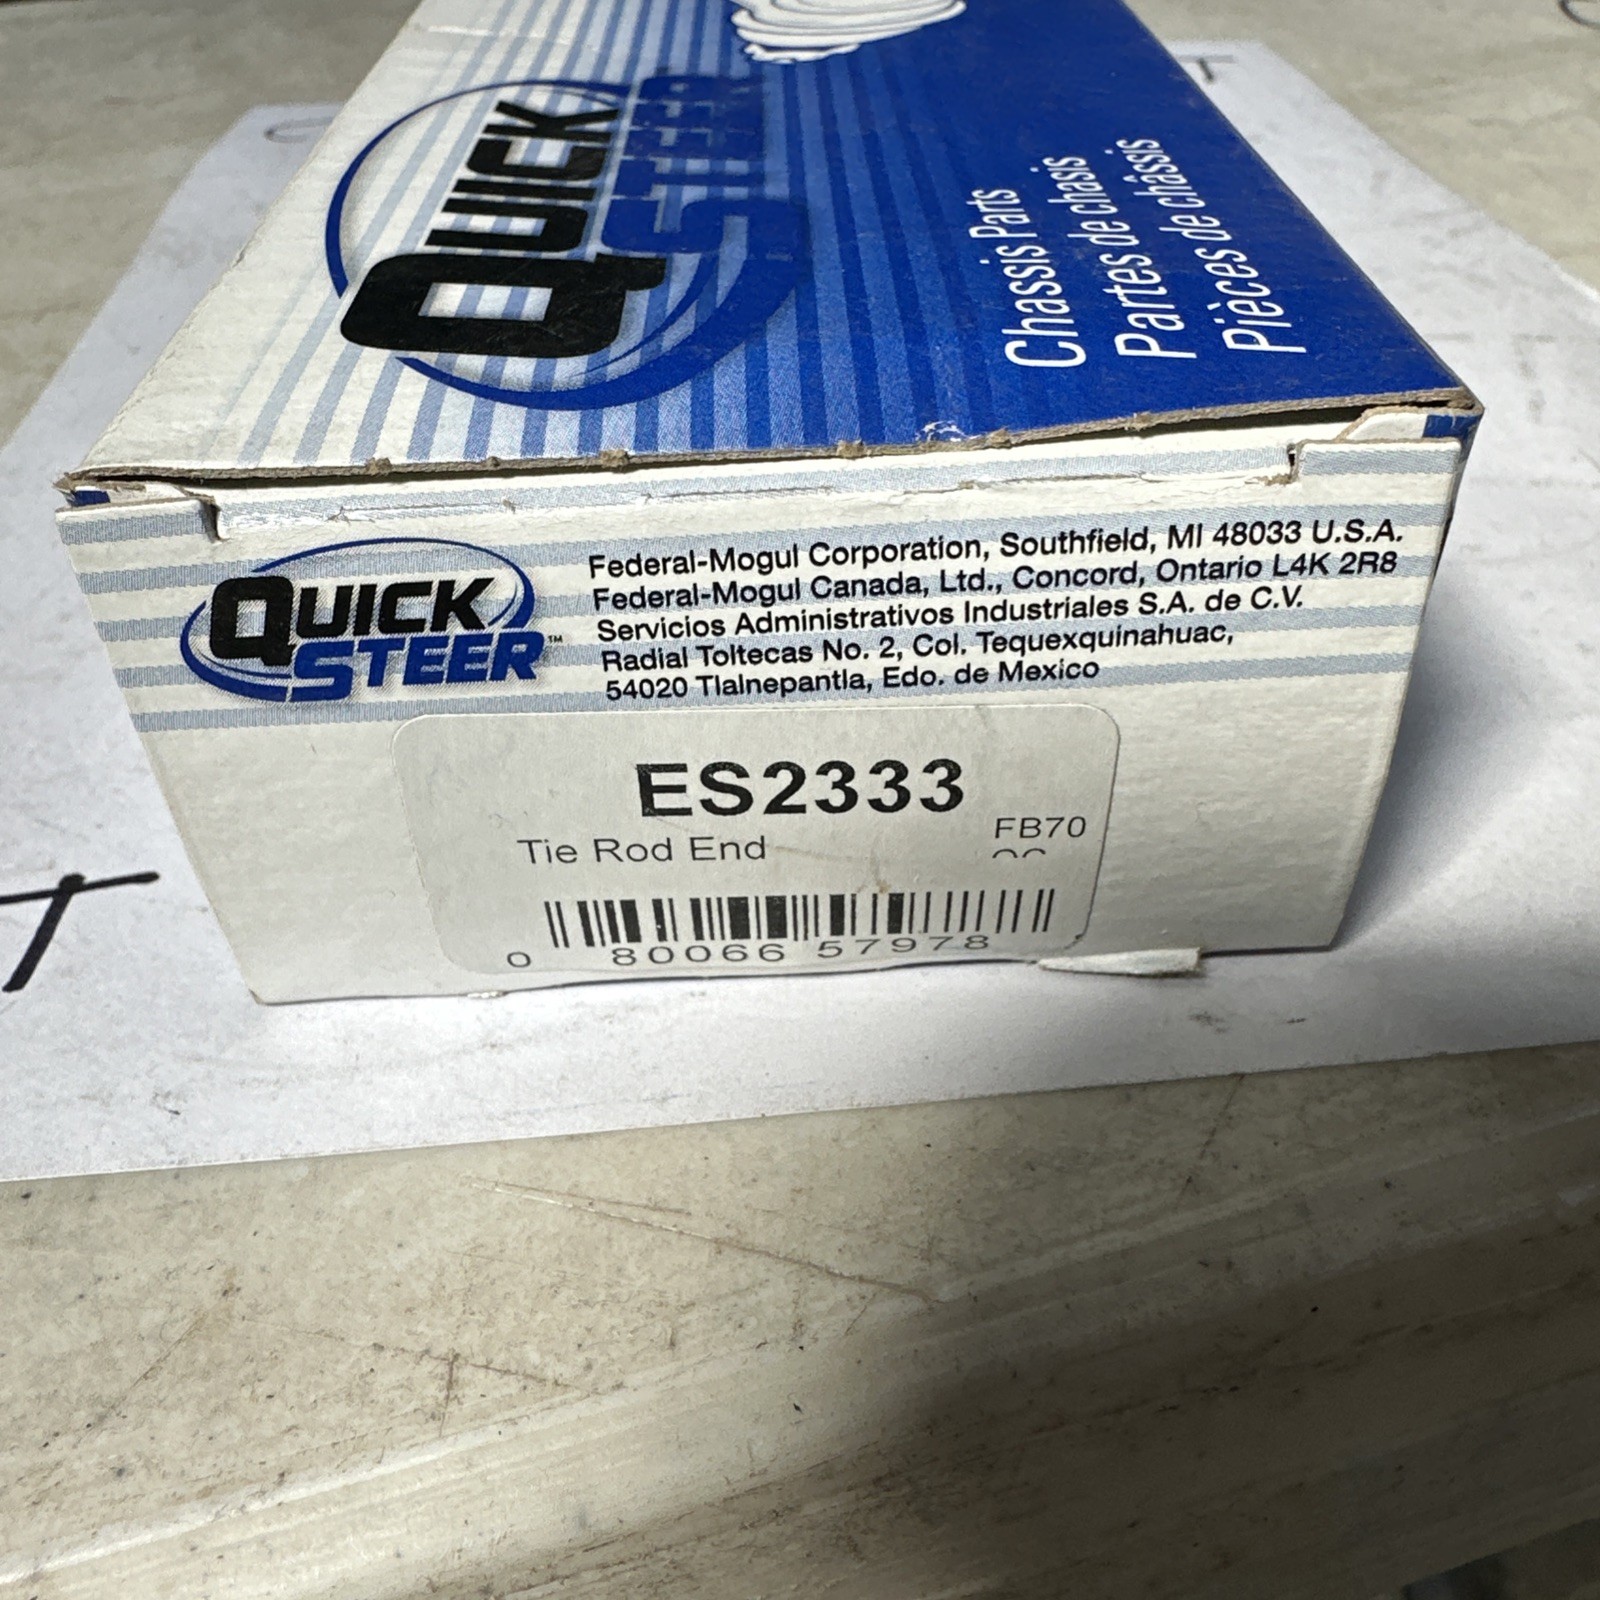 QUICK
STEER
Chassis Parts
Partes de chasis
Pièces de châssis
QUICK
STEER™
Federal-Mogul Corporation, Southfield, MI 48033 U.S.A.
Federal-Mogul Canada, Ltd., Concord, Ontario L4K 2R8
Servicios Administrativos Industriales S.A. de C.V.
Radial Toltecas No. 2, Col. Tequexquinahuac,
54020 Tlalnepantla, Edo. de Mexico
ES2333
Tie Rod End
FB70
0 80066 57978
T